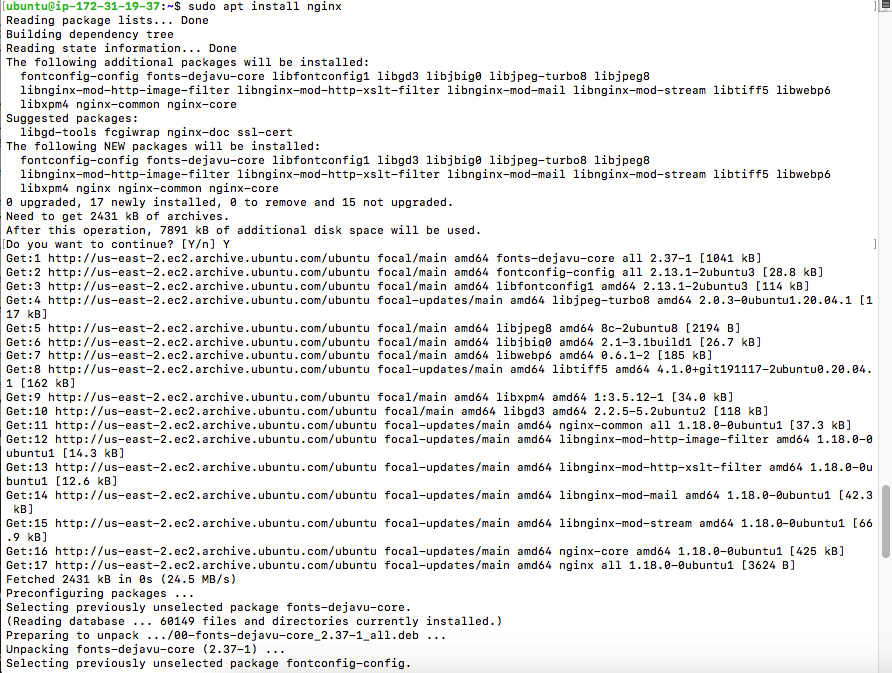 [ubuntu@ip-172-31-19-37:~$ sudo apt install nginx ]
Reading package lists... Done
Building dependency tree
Reading state information... Done
The following additional packages will be installed:
  fontconfig-config fonts-dejavu-core libfontconfig1 libgd3 libjbig0 libjpeg-turbo8 libjpeg8
  libnginx-mod-http-image-filter libnginx-mod-http-xslt-filter libnginx-mod-mail libnginx-mod-stream libtiff5 libwebp6
  libxpm4 nginx-common nginx-core
Suggested packages:
  libgd-tools fcgiwrap nginx-doc ssl-cert
The following NEW packages will be installed:
  fontconfig-config fonts-dejavu-core libfontconfig1 libgd3 libjbig0 libjpeg-turbo8 libjpeg8
  libnginx-mod-http-image-filter libnginx-mod-http-xslt-filter libnginx-mod-mail libnginx-mod-stream libtiff5 libwebp6
  libxpm4 nginx nginx-common nginx-core
0 upgraded, 17 newly installed, 0 to remove and 15 not upgraded.
Need to get 2431 kB of archives.
After this operation, 7891 kB of additional disk space will be used.
[Do you want to continue? [Y/n] Y ]
Get:1 http://us-east-2.ec2.archive.ubuntu.com/ubuntu focal/main amd64 fonts-dejavu-core all 2.37-1 [1041 kB]
Get:2 http://us-east-2.ec2.archive.ubuntu.com/ubuntu focal/main amd64 fontconfig-config all 2.13.1-2ubuntu3 [28.8 kB]
Get:3 http://us-east-2.ec2.archive.ubuntu.com/ubuntu focal/main amd64 libfontconfig1 amd64 2.13.1-2ubuntu3 [114 kB]
Get:4 http://us-east-2.ec2.archive.ubuntu.com/ubuntu focal-updates/main amd64 libjpeg-turbo8 amd64 2.0.3-0ubuntu1.20.04.1 [1
17 kB]
Get:5 http://us-east-2.ec2.archive.ubuntu.com/ubuntu focal/main amd64 libjpeg8 amd64 8c-2ubuntu8 [2194 B]
Get:6 http://us-east-2.ec2.archive.ubuntu.com/ubuntu focal/main amd64 libjbig0 amd64 2.1-3.1build1 [26.7 kB]
Get:7 http://us-east-2.ec2.archive.ubuntu.com/ubuntu focal/main amd64 libwebp6 amd64 0.6.1-2 [185 kB]
Get:8 http://us-east-2.ec2.archive.ubuntu.com/ubuntu focal-updates/main amd64 libtiff5 amd64 4.1.0+git191117-2ubuntu0.20.04.
1 [162 kB]
Get:9 http://us-east-2.ec2.archive.ubuntu.com/ubuntu focal/main amd64 libxpm4 amd64 1:3.5.12-1 [34.0 kB]
Get:10 http://us-east-2.ec2.archive.ubuntu.com/ubuntu focal/main amd64 libgd3 amd64 2.2.5-5.2ubuntu2 [118 kB]
Get:11 http://us-east-2.ec2.archive.ubuntu.com/ubuntu focal-updates/main amd64 nginx-common all 1.18.0-0ubuntu1 [37.3 kB]
Get:12 http://us-east-2.ec2.archive.ubuntu.com/ubuntu focal-updates/main amd64 libnginx-mod-http-image-filter amd64 1.18.0-0
ubuntu1 [14.3 kB]
Get:13 http://us-east-2.ec2.archive.ubuntu.com/ubuntu focal-updates/main amd64 libnginx-mod-http-xslt-filter amd64 1.18.0-0u
buntu1 [12.6 kB]
Get:14 http://us-east-2.ec2.archive.ubuntu.com/ubuntu focal-updates/main amd64 libnginx-mod-mail amd64 1.18.0-0ubuntu1 [42.3
 kB]
Get:15 http://us-east-2.ec2.archive.ubuntu.com/ubuntu focal-updates/main amd64 libnginx-mod-stream amd64 1.18.0-0ubuntu1 [66
.9 kB]
Get:16 http://us-east-2.ec2.archive.ubuntu.com/ubuntu focal-updates/main amd64 nginx-core amd64 1.18.0-0ubuntu1 [425 kB]
Get:17 http://us-east-2.ec2.archive.ubuntu.com/ubuntu focal-updates/main amd64 nginx all 1.18.0-0ubuntu1 [3624 B]
Fetched 2431 kB in 0s (24.5 MB/s)
Preconfiguring packages ...
Selecting previously unselected package fonts-dejavu-core.
(Reading database ... 60149 files and directories currently installed.)
Preparing to unpack .../00-fonts-dejavu-core_2.37-1_all.deb ...
Unpacking fonts-dejavu-core (2.37-1) ...
Selecting previously unselected package fontconfig-config.